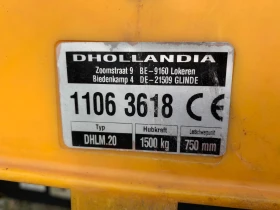 DHOLLANDIA
Zoomstraat 9 BE-9160 Lokeren
Biedenkamp 4 DE-21509 GLINDE
1106 3618 CE
Typ Hubkraft Lastschwerpunkt
DHLM.20 1500 kg 750 mm